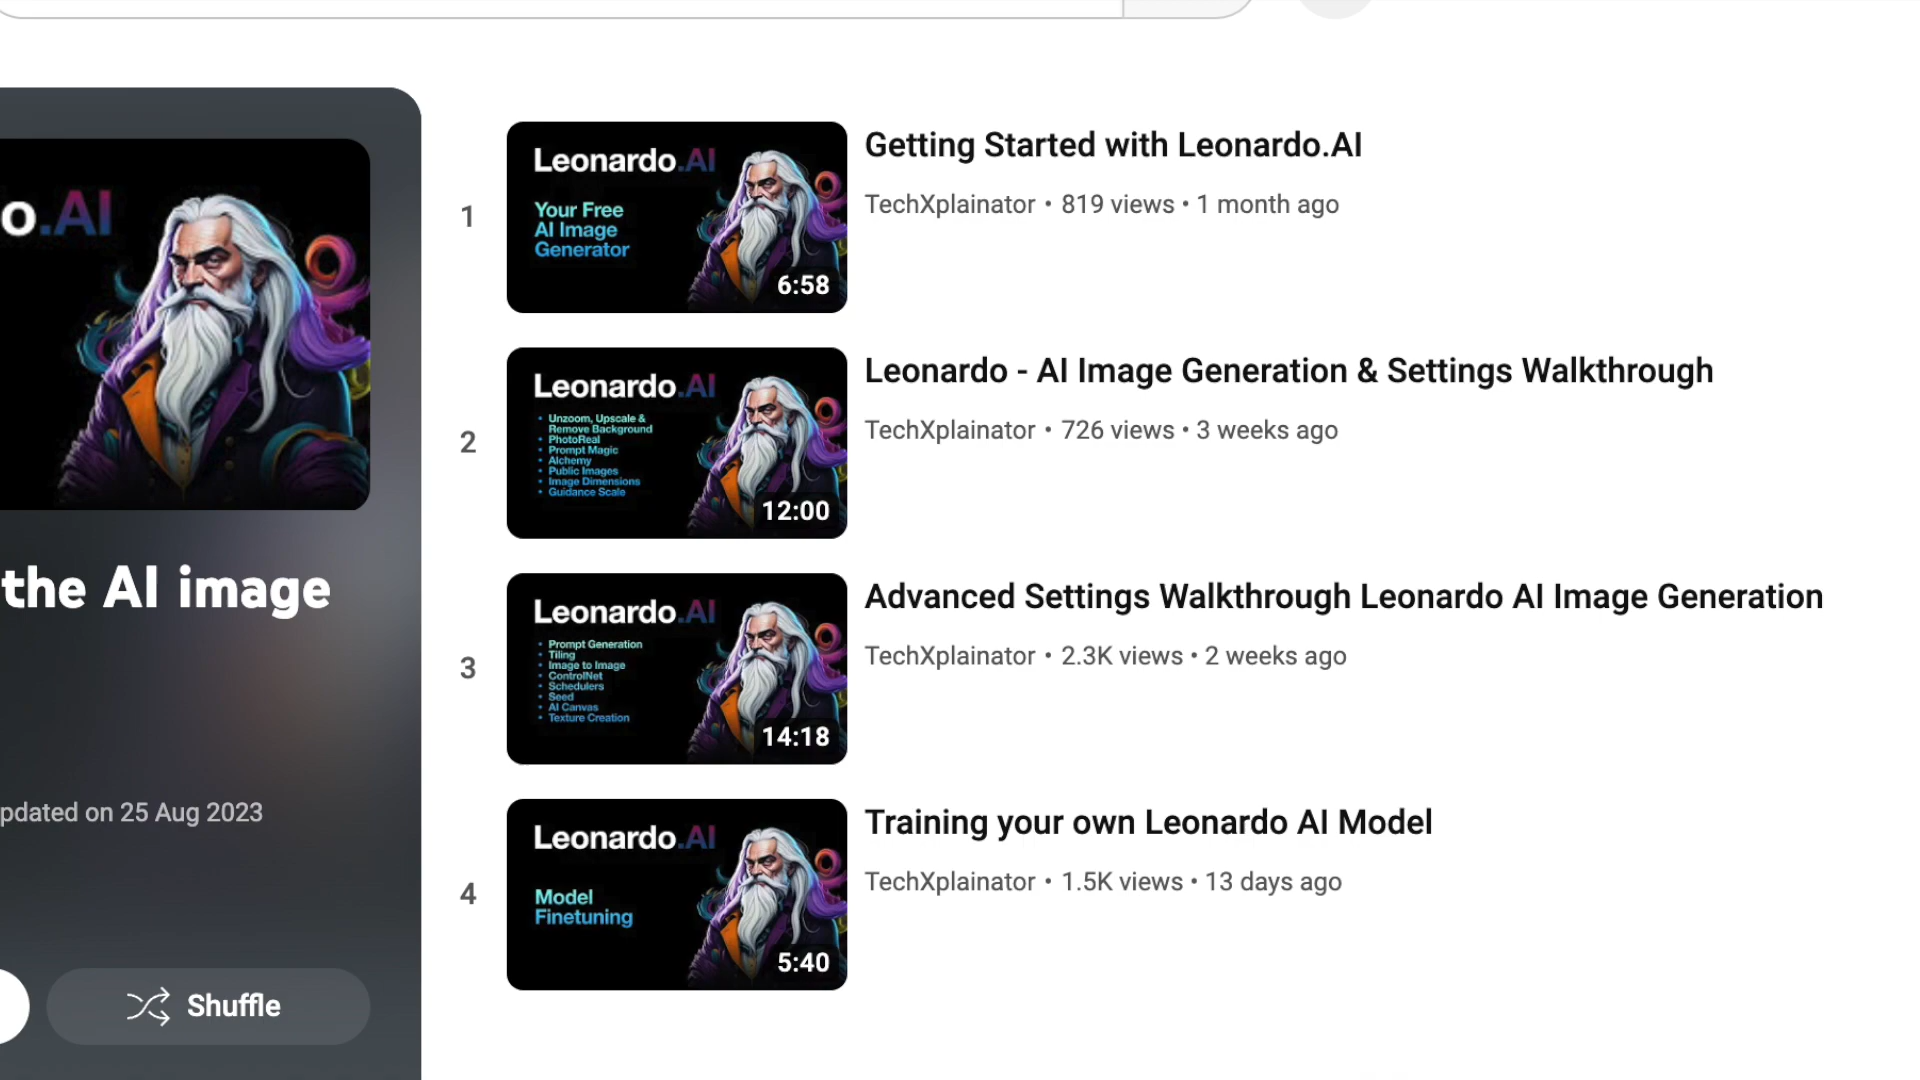 o.AI
the AI image
pdated on 25 Aug 2023
Shuffle
1
Leonardo.AI
Your Free
AI Image
Generator
6:58
Getting Started with Leonardo.AI
TechXplainator • 819 views • 1 month ago
2
Leonardo.AI
• Unzoom, Upscale &
Remove Background
• PhotoReal
• Prompt Magic
• Alchemy
• Public Images
• Image Dimensions
• Guidance Scale
12:00
Leonardo - AI Image Generation & Settings Walkthrough
TechXplainator • 726 views • 3 weeks ago
3
Leonardo.AI
• Prompt Generation
• Tiling
• Image to Image
• ControlNet
• Schedulers
• Seed
• AI Canvas
• Texture Creation
14:18
Advanced Settings Walkthrough Leonardo AI Image Generation
TechXplainator • 2.3K views • 2 weeks ago
4
Leonardo.AI
Model
Finetuning
5:40
Training your own Leonardo AI Model
TechXplainator • 1.5K views • 13 days ago